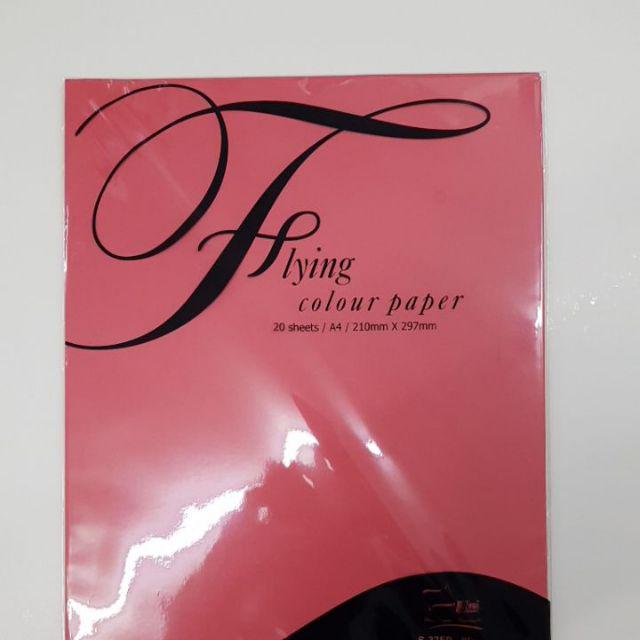 Flying
colour paper
20 sheets / A4 / 210mm X 297mm